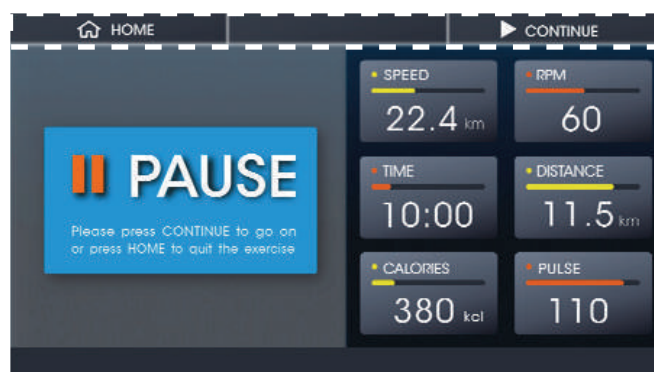 HOME
CONTINUE
PAUSE
Please press CONTINUE to go on
or press HOME to quit the exercise
SPEED
22.4 km
RPM
60
TIME
10:00
DISTANCE
11.5 km
CALORIES
380 kcl
PULSE
110